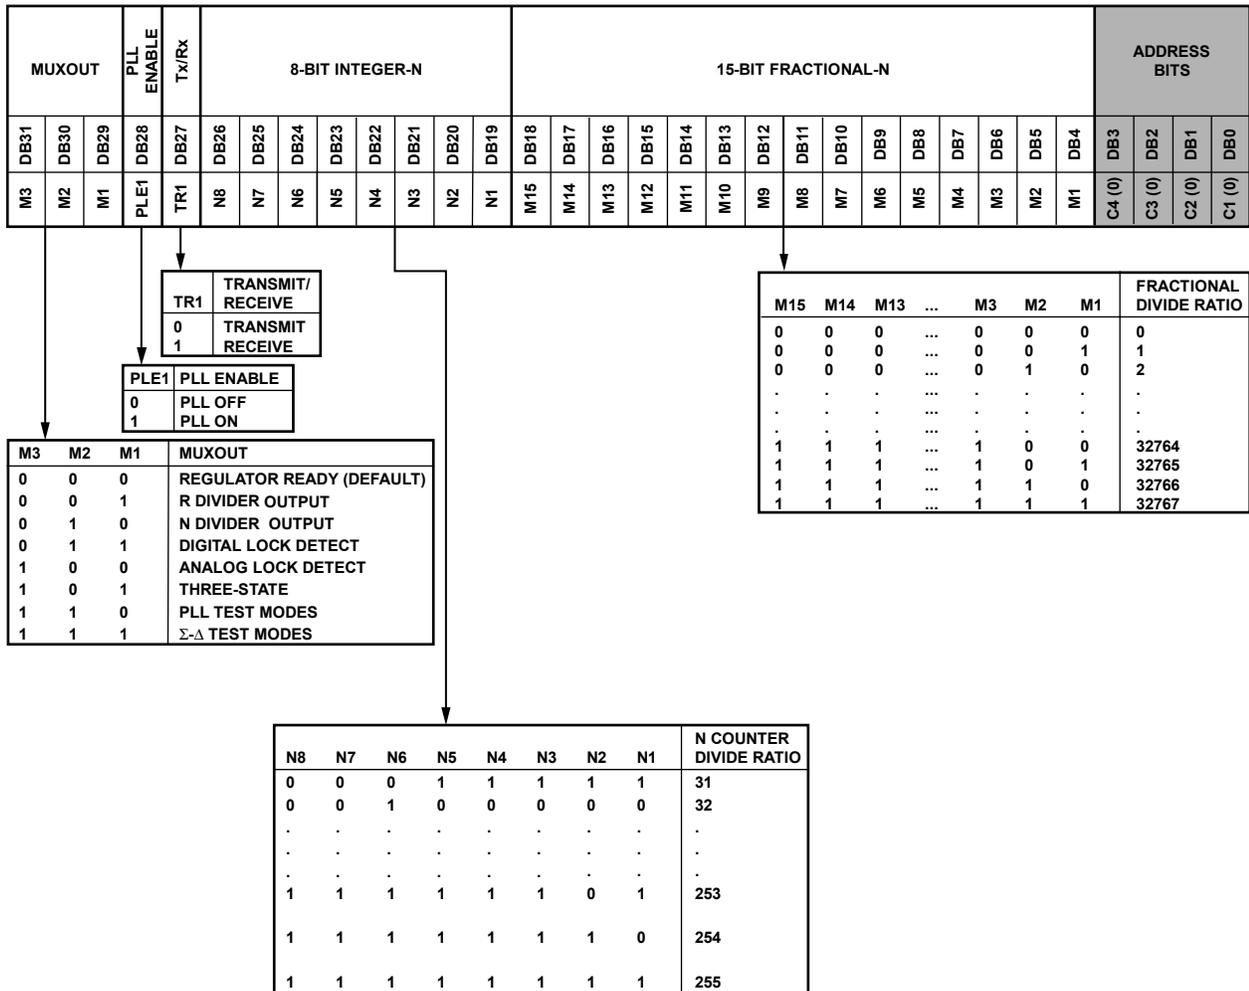 MUXOUT
PLL ENABLE
Tx/Rx
8-BIT INTEGER-N
15-BIT FRACTIONAL-N
ADDRESS
BITS
DB31 DB30 DB29 DB28 DB27 DB26 DB25 DB24 DB23 DB22 DB21 DB20 DB19 DB18 DB17 DB16 DB15 DB14 DB13 DB12 DB11 DB10 DB9 DB8 DB7 DB6 DB5 DB4 DB3 DB2 DB1 DB0
M3 M2 M1 PLE1 TR1 N8 N7 N6 N5 N4 N3 N2 N1 M15 M14 M13 M12 M11 M10 M9 M8 M7 M6 M5 M4 M3 M2 M1 C4 (0) C3 (0) C2 (0) C1 (0)
TR1 TRANSMIT/
RECEIVE
0 TRANSMIT
1 RECEIVE
PLE1 PLL ENABLE
0 PLL OFF
1 PLL ON
M3 M2 M1 MUXOUT
0 0 0 REGULATOR READY (DEFAULT)
0 0 1 R DIVIDER OUTPUT
0 1 0 N DIVIDER OUTPUT
0 1 1 DIGITAL LOCK DETECT
1 0 0 ANALOG LOCK DETECT
1 0 1 THREE-STATE
1 1 0 PLL TEST MODES
1 1 1 Σ-Δ TEST MODES
M15 M14 M13 ... M3 M2 M1 FRACTIONAL
DIVIDE RATIO
0 0 0 ... 0 0 0 0
0 0 0 ... 0 0 1 1
0 0 0 ... 0 1 0 2
. . . ... . . . .
. . . ... . . . .
. . . ... . . . .
1 1 1 ... 1 0 0 32764
1 1 1 ... 1 0 1 32765
1 1 1 ... 1 1 0 32766
1 1 1 ... 1 1 1 32767
N8 N7 N6 N5 N4 N3 N2 N1 N COUNTER
DIVIDE RATIO
0 0 0 1 1 1 1 1 31
0 0 1 0 0 0 0 0 32
. . . . . . . . .
. . . . . . . . .
. . . . . . . . .
1 1 1 1 1 1 0 1 253
1 1 1 1 1 1 1 0 254
1 1 1 1 1 1 1 1 255